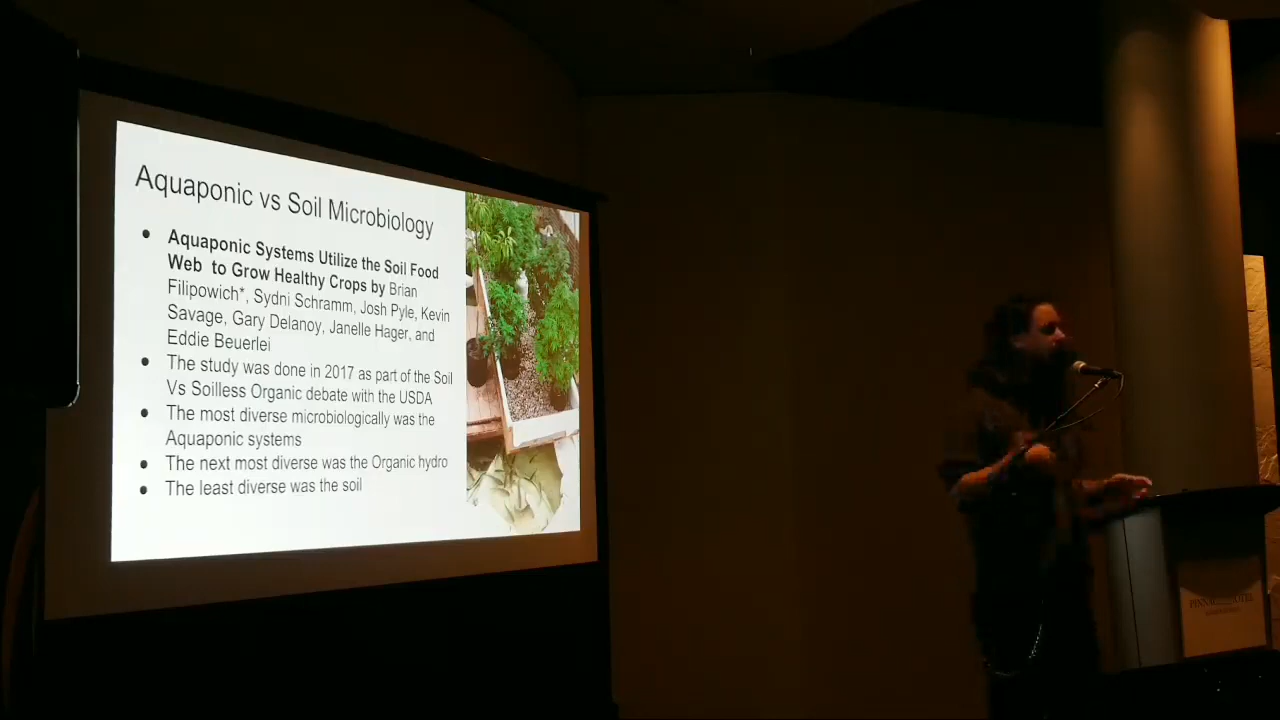 Aquaponic vs Soil Microbiology
• Aquaponic Systems Utilize the Soil Food
Web to Grow Healthy Crops by Brian
Filipowich*, Sydni Schramm, Josh Pyle, Kevin
Savage, Gary Delanoy, Janelle Hager, and
Eddie Beuerlei
• The study was done in 2017 as part of the Soil
Vs Soilless Organic debate with the USDA
• The most diverse microbiologically was the
Aquaponic systems
• The next most diverse was the Organic hydro
• The least diverse was the soil